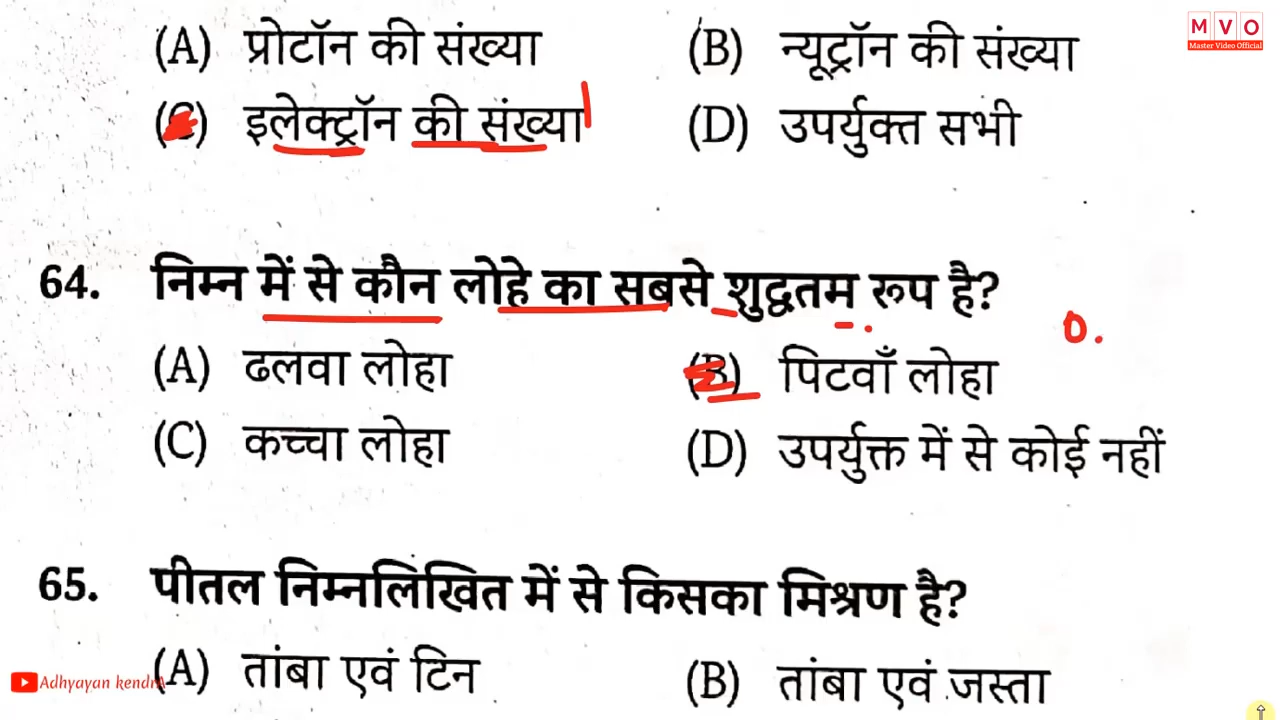 M V O
Master Video Official
(A) प्रोटॉन की संख्या (B) न्यूट्रॉन की संख्या
(C) इलेक्ट्रॉन की संख्या (D) उपर्युक्त सभी
64. निम्न में से कौन लोहे का सबसे शुद्धतम रूप है?
0.
(A) ढलवा लोहा (B) पिटवाँ लोहा
(C) कच्चा लोहा (D) उपर्युक्त में से कोई नहीं
65. पीतल निम्नलिखित में से किसका मिश्रण है?
(A) तांबा एवं टिन (B) तांबा एवं जस्ता
Adhyayan kendrA